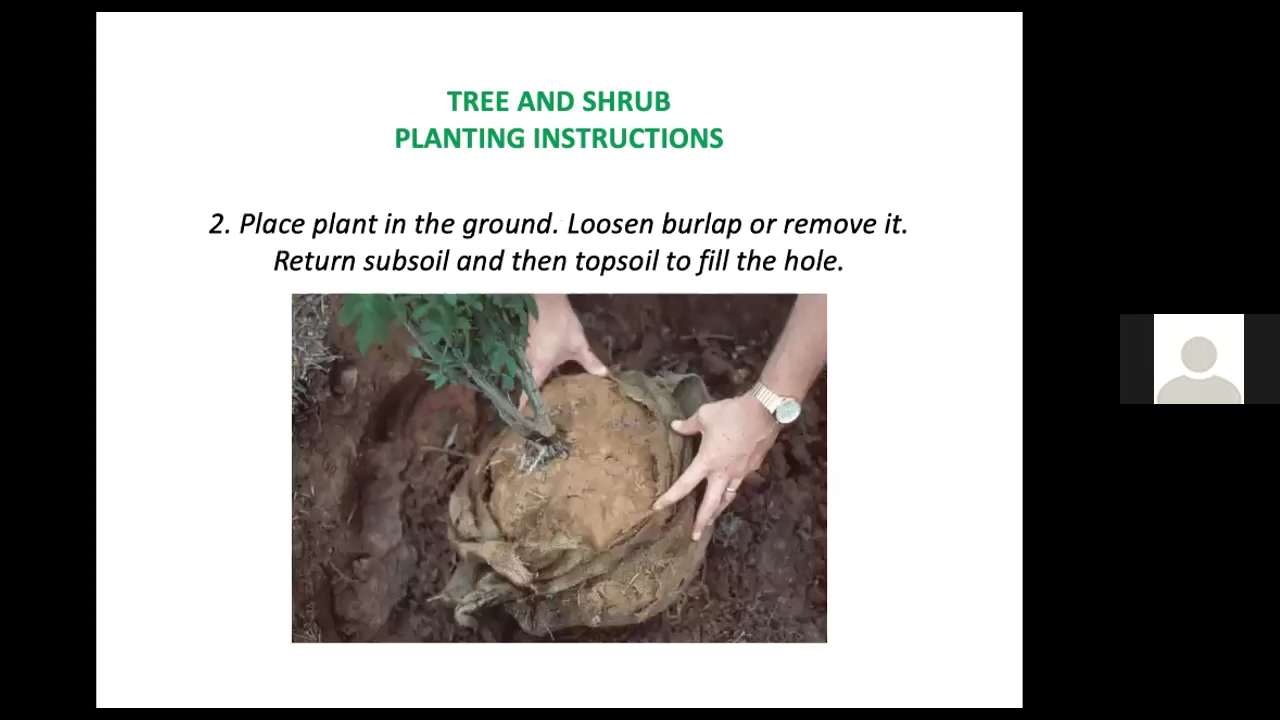 TREE AND SHRUB
PLANTING INSTRUCTIONS
2. Place plant in the ground. Loosen burlap or remove it.
Return subsoil and then topsoil to fill the hole.